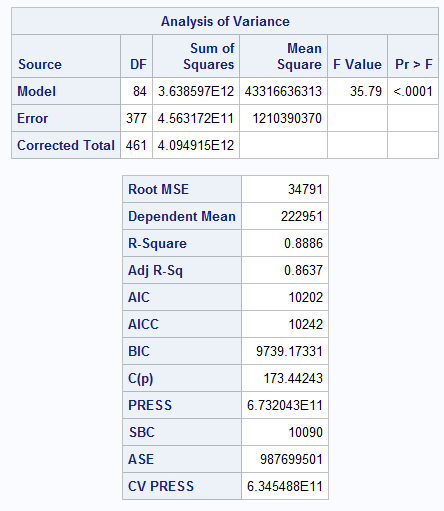 Analysis of Variance
Source DF Sum of Squares Mean Square F Value Pr > F
Model 84 3.638597E12 43316636313 35.79 <.0001
Error 377 4.563172E11 1210390370
Corrected Total 461 4.094915E12
Root MSE 34791
Dependent Mean 222951
R-Square 0.8886
Adj R-Sq 0.8637
AIC 10202
AICC 10242
BIC 9739.17331
C(p) 173.44243
PRESS 6.732043E11
SBC 10090
ASE 987699501
CV PRESS 6.345488E11